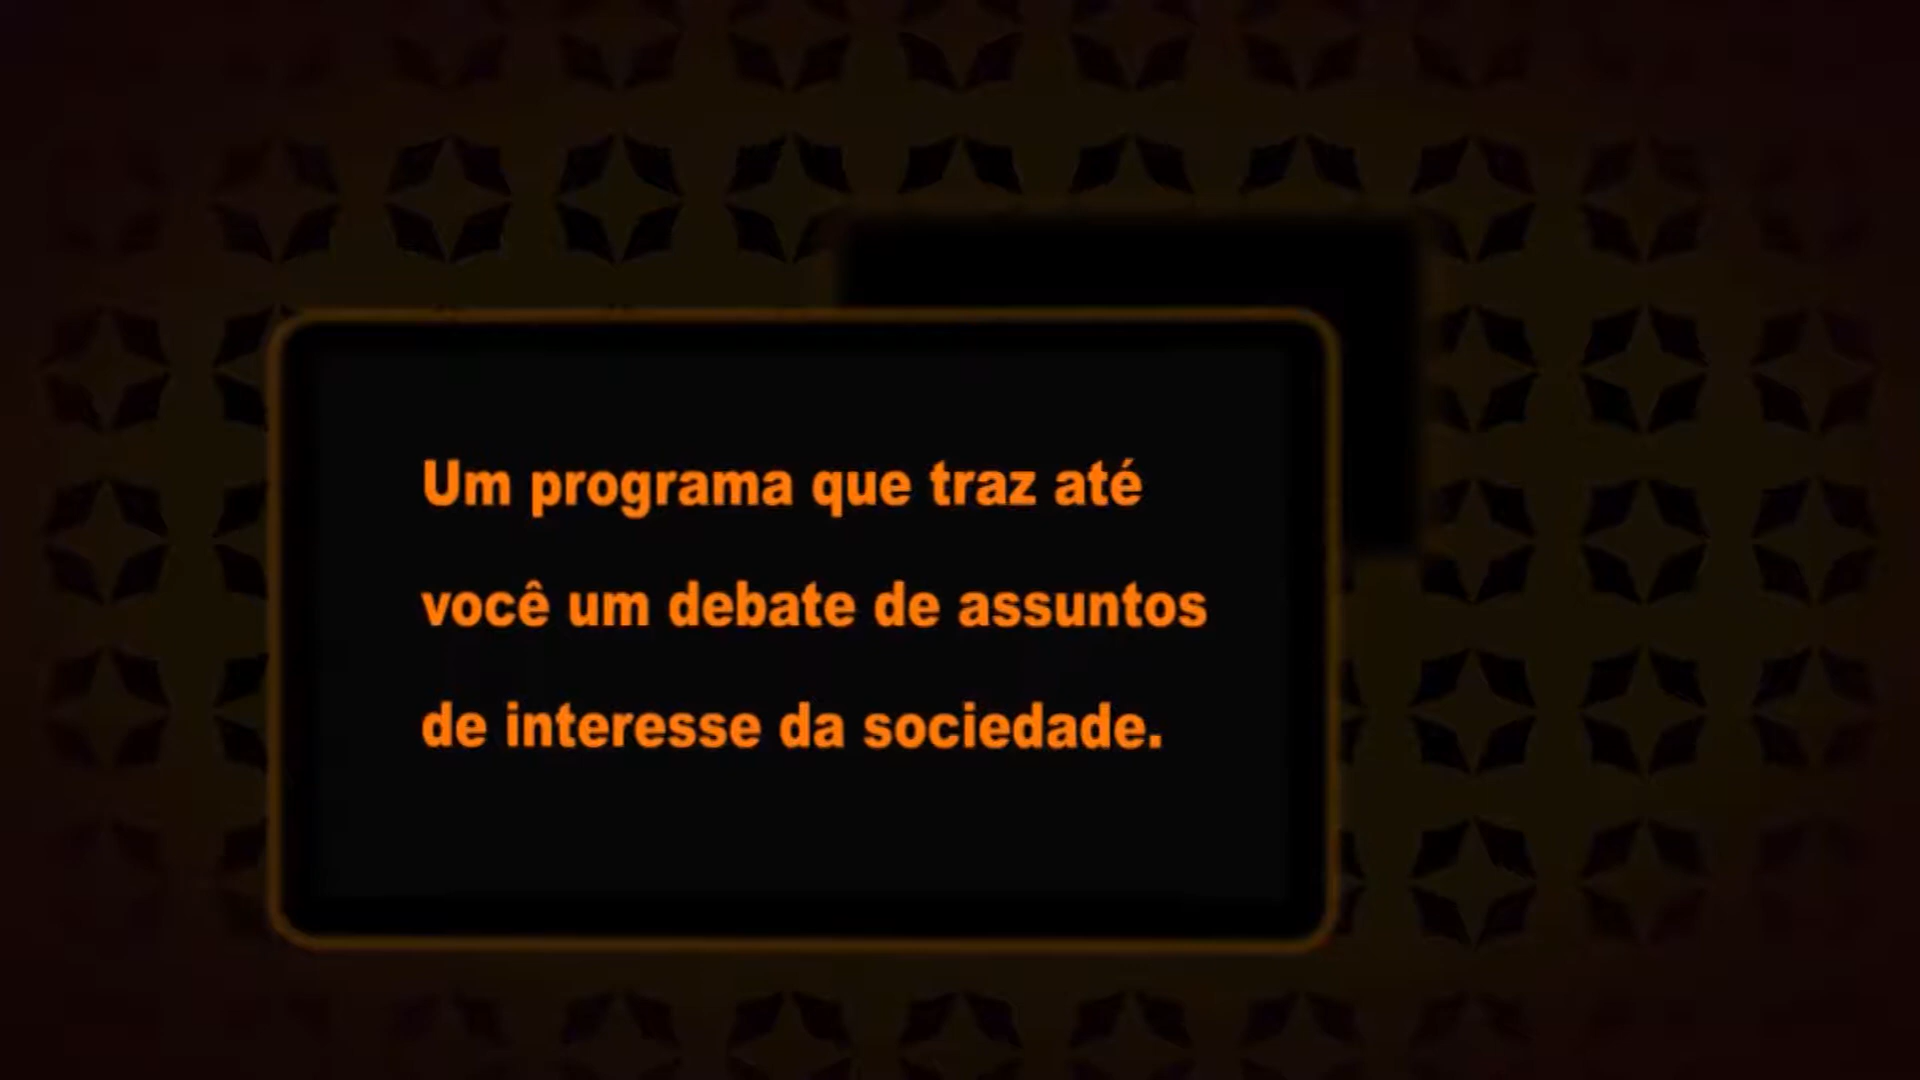 Um programa que traz até
você um debate de assuntos
de interesse da sociedade.